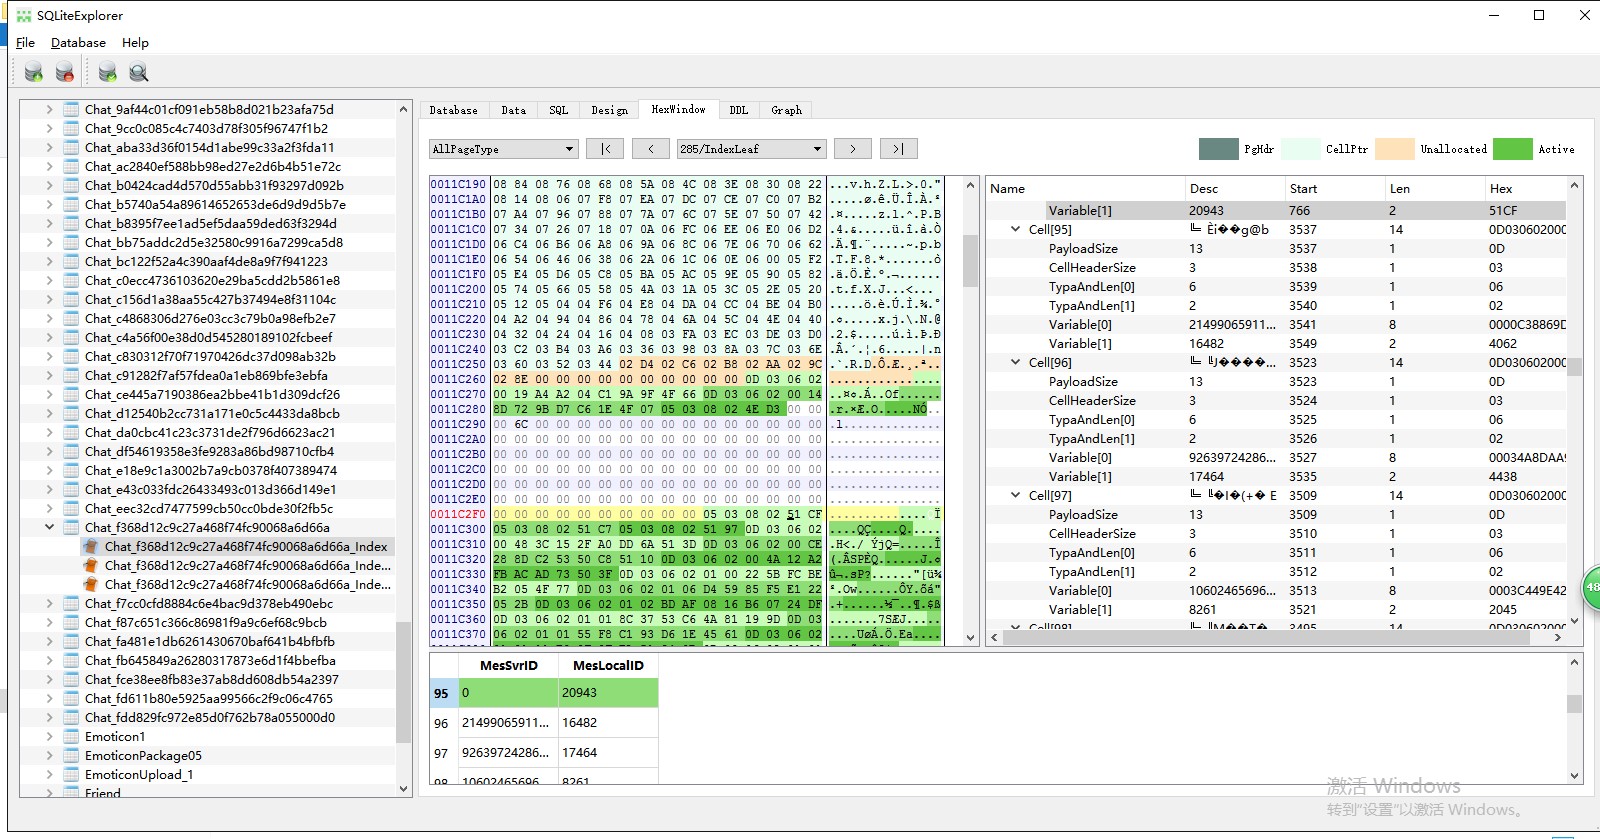 SQLiteExplorer
File Database Help
Chat_9af44c01cf091eb58b8d021b23afa75d
Chat_9cc0c085c4c7403d78f305f96747f1b2
Chat_aba33d36f0154d1abe99c33a2f3fda11
Chat_ac2840ef588bb98ed27e2d6b4b51e72c
Chat_b0424cad4d570d55abb31f93297d092b
Chat_b5740a54a89614652653de6d9d9d5b7e
Chat_b8395f7ee1ad5ef5daa59ded63f3294d
Chat_bb75addc2d5e32580c9916a7299ca5d8
Chat_bc122f52a4c390aaf4de8a9f7f941223
Chat_c0ecc4736103620e29ba5cdd2b5861e8
Chat_c156d1a38aa55c427b37494e8f31104c
Chat_c4868306d276e03cc3c79b0a98efb2e7
Chat_c4a56f00e38d0d545280189102fcbeef
Chat_c830312f70f71970426dc37d098ab32b
Chat_c91282f7af57fdea0a1eb869bfe3ebfa
Chat_ce445a7190386ea2bbe41b1d309dcf26
Chat_d12540b2cc731a171e0c5c4433da8bcb
Chat_da0cbc41c23c3731de2f796d6623ac21
Chat_df54619358e3fe9283a86bd98710cfb4
Chat_e18e9c1a3002b7a9cb0378f407389474
Chat_e43c033fdc26433493c013d366d149e1
Chat_eec32cd7477599cb50cc0bde30f2fb5c
Chat_f368d12c9c27a468f74fc90068a6d66a
Chat_f368d12c9c27a468f74fc90068a6d66a_Index
Chat_f368d12c9c27a468f74fc90068a6d66a_Inde...
Chat_f368d12c9c27a468f74fc90068a6d66a_Inde...
Chat_f7cc0cfd8884c6e4bac9d378eb490ebc
Chat_f87c651c366c86981f9a9c6ef68c9bcb
Chat_fa481e1db6261430670baf641b4bfbfb
Chat_fb645849a26280317873e6d1f4bbefba
Chat_fce38ee8fb83e37ab8dd608db54a2397
Chat_fd611b80e5925aa99566c2f9c06c4765
Chat_fdd829fc972e85d0f762b78a055000d0
Emoticon1
EmoticonPackage05
EmoticonUpload_1
Friend
Database Data SQL Design HexWindow DDL Graph
AllPageType |< < 285/IndexLeaf > >| PgHdr CellPtr Unallocated Active
0011C190 08 84 08 76 08 68 08 5A 08 4C 08 3E 08 30 08 22
0011C1A0 08 14 08 06 07 F8 07 EA 07 DC 07 CE 07 C0 07 B2
0011C1B0 07 A4 07 96 07 88 07 7A 07 6C 07 5E 07 50 07 42
0011C1C0 07 34 07 26 07 18 07 0A 06 FC 06 EE 06 E0 06 D2
0011C1D0 06 C4 06 B6 06 A8 06 9A 06 8C 06 7E 06 70 06 62
0011C1E0 06 54 06 46 06 38 06 2A 06 1C 06 0E 06 00 05 F2
0011C1F0 05 E4 05 D6 05 C8 05 BA 05 AC 05 9E 05 90 05 82
0011C200 05 74 05 66 05 58 05 4A 03 1A 05 3C 05 2E 05 20
0011C210 05 12 05 04 04 F6 04 E8 04 DA 04 CC 04 BE 04 B0
0011C220 04 A2 04 94 04 86 04 78 04 6A 04 5C 04 4E 04 40
0011C230 04 32 04 24 04 16 04 08 03 FA 03 EC 03 DE 03 D0
0011C240 03 C2 03 B4 03 A6 03 36 03 98 03 8A 03 7C 03 6E
0011C250 03 60 03 52 03 44 02 D4 02 C6 02 B8 02 AA 02 9C
0011C260 02 8E 00 00 00 00 00 00 00 00 00 00 0D 03 06 02
0011C270 00 19 A4 A2 04 C1 9A 9F 4F 66 0D 03 06 02 00 14
0011C280 8D 72 9B D7 C6 1E 4F 07 05 03 08 02 4E D3 00 00
0011C290 00 6C 00 00 00 00 00 00 00 00 00 00 00 00 00 00
0011C2A0 00 00 00 00 00 00 00 00 00 00 00 00 00 00 00 00
0011C2B0 00 00 00 00 00 00 00 00 00 00 00 00 00 00 00 00
0011C2C0 00 00 00 00 00 00 00 00 00 00 00 00 00 00 00 00
0011C2D0 00 00 00 00 00 00 00 00 00 00 00 00 00 00 00 00
0011C2E0 00 00 00 00 00 00 00 00 00 00 00 00 00 00 00 00
0011C2F0 00 00 00 00 00 00 00 00 00 00 05 03 08 02 51 CF
0011C300 05 03 08 02 51 C7 05 03 08 02 51 97 0D 03 06 02
0011C310 00 48 3C 15 2F A0 DD 6A 51 3D 0D 03 06 02 00 CE
0011C320 28 8D C2 53 50 C8 51 10 0D 03 06 02 00 4A 12 A2
0011C330 FB AC AD 73 50 3F 0D 03 06 02 01 00 22 5B FC BE
0011C340 B2 05 4F 77 0D 03 06 02 01 06 D4 59 85 F5 E1 22
0011C350 05 2B 0D 03 06 02 01 02 BD AF 08 16 B6 07 24 DF
0011C360 0D 03 06 02 01 01 8C 37 53 C6 4A 81 19 9D 0D 03
0011C370 06 02 01 01 55 F8 C1 93 D6 1E 45 61 0D 03 06 02
Name Desc Start Len Hex
Variable[1] 20943 766 2 51CF
Cell[95] 3537 14 0D030602000
PayloadSize 13 3537 1 0D
CellHeaderSize 3 3538 1 03
TypaAndLen[0] 6 3539 1 06
TypaAndLen[1] 2 3540 1 02
Variable[0] 21499065911... 3541 8 0000C38869D
Variable[1] 16482 3549 2 4062
Cell[96] 3523 14 0D030602000
PayloadSize 13 3523 1 0D
CellHeaderSize 3 3524 1 03
TypaAndLen[0] 6 3525 1 06
TypaAndLen[1] 2 3526 1 02
Variable[0] 92639724286... 3527 8 00034A8DAA9
Variable[1] 17464 3535 2 4438
Cell[97] 3509 14 0D030602000
PayloadSize 13 3509 1 0D
CellHeaderSize 3 3510 1 03
TypaAndLen[0] 6 3511 1 06
TypaAndLen[1] 2 3512 1 02
Variable[0] 10602465696... 3513 8 0003C449E42
Variable[1] 8261 3521 2 2045
Cell[98] 3495 14 0D030602000
MesSvrID MesLocalID
95 0 20943
96 21499065911... 16482
97 92639724286... 17464
98 10602465696 8261
48
激活 Windows
转到"设置"以激活 Windows。